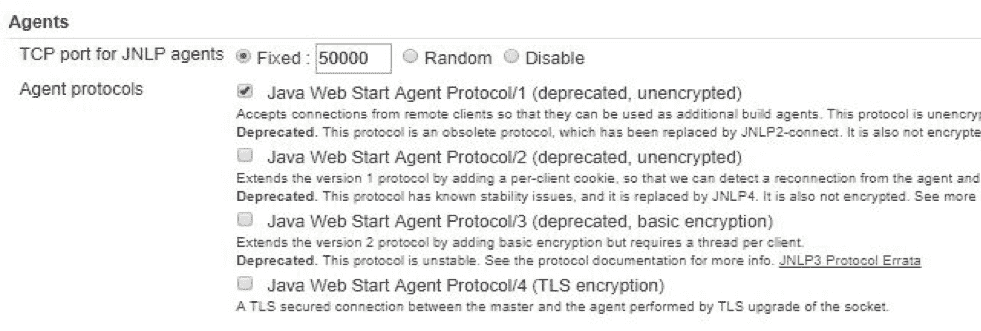 Agents
TCP port for JNLP agents Fixed : 50000 Random Disable
Agent protocols Java Web Start Agent Protocol/1 (deprecated, unencrypted)
Accepts connections from remote clients so that they can be used as additional build agents. This protocol is unencry
Deprecated. This protocol is an obsolete protocol, which has been replaced by JNLP2-connect. It is also not encrypte
Java Web Start Agent Protocol/2 (deprecated, unencrypted)
Extends the version 1 protocol by adding a per-client cookie, so that we can detect a reconnection from the agent and
Deprecated. This protocol has known stability issues, and it is replaced by JNLP4. It is also not encrypted. See more
Java Web Start Agent Protocol/3 (deprecated, basic encryption)
Extends the version 2 protocol by adding basic encryption but requires a thread per client.
Deprecated. This protocol is unstable. See the protocol documentation for more info. JNLP3 Protocol Errata
Java Web Start Agent Protocol/4 (TLS encryption)
A TLS secured connection between the master and the agent performed by TLS upgrade of the socket.